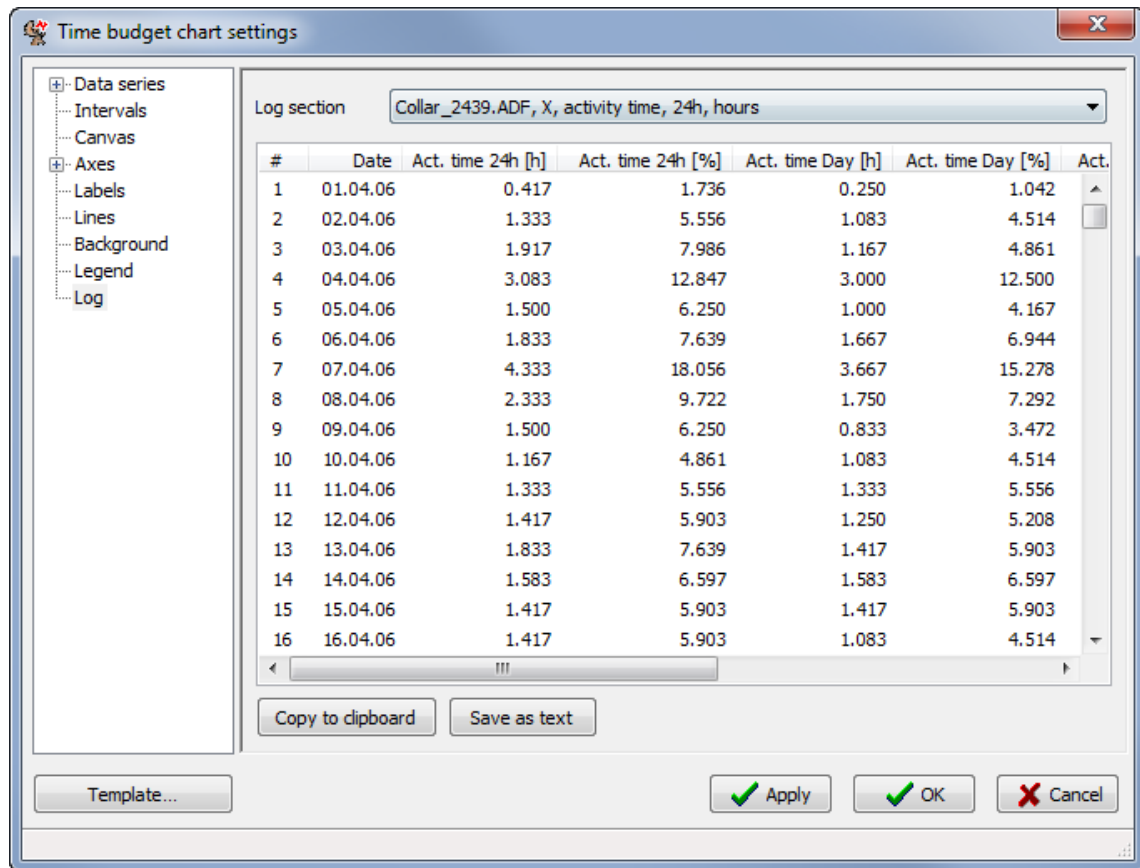 Time budget chart settings
Data series
Intervals
Canvas
Axes
Labels
Lines
Background
Legend
Log
Log section Collar_2439.ADF, X, activity time, 24h, hours
# Date Act. time 24h [h] Act. time 24h [%] Act. time Day [h] Act. time Day [%] Act.
1 01.04.06 0.417 1.736 0.250 1.042
2 02.04.06 1.333 5.556 1.083 4.514
3 03.04.06 1.917 7.986 1.167 4.861
4 04.04.06 3.083 12.847 3.000 12.500
5 05.04.06 1.500 6.250 1.000 4.167
6 06.04.06 1.833 7.639 1.667 6.944
7 07.04.06 4.333 18.056 3.667 15.278
8 08.04.06 2.333 9.722 1.750 7.292
9 09.04.06 1.500 6.250 0.833 3.472
10 10.04.06 1.167 4.861 1.083 4.514
11 11.04.06 1.333 5.556 1.333 5.556
12 12.04.06 1.417 5.903 1.250 5.208
13 13.04.06 1.833 7.639 1.417 5.903
14 14.04.06 1.583 6.597 1.583 6.597
15 15.04.06 1.417 5.903 1.417 5.903
16 16.04.06 1.417 5.903 1.083 4.514
Copy to clipboard Save as text
Template... Apply OK Cancel